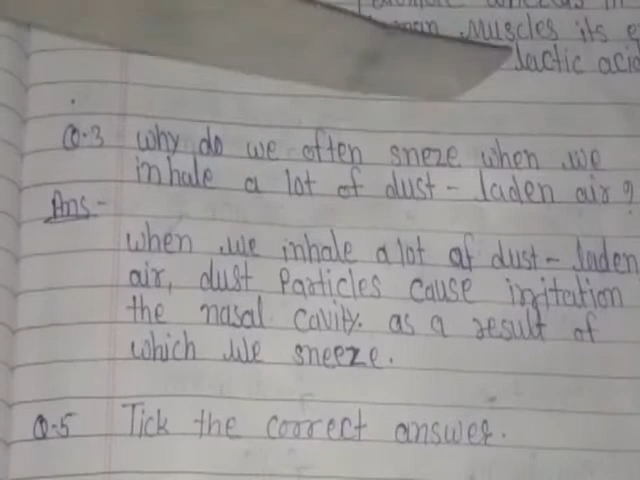 Muscles its
lactic acid
Q.3 why do we often sneze when we
inhale a lot of dust - laden air?
Ans -
when we inhale a lot of dust - laden
air, dust Particles cause irritation
the nasal cavity. as a result of
which we sneeze.
Q.5 Tick the correct answer.